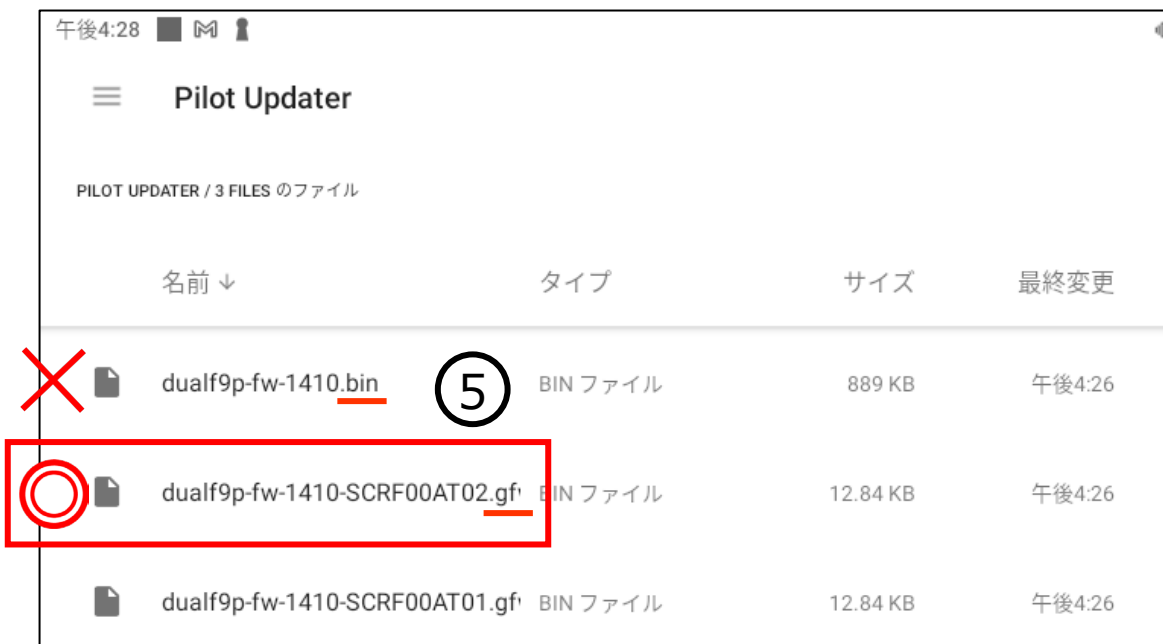 午後4:28
Pilot Updater
PILOT UPDATER / 3 FILES のファイル
名前 ↓ タイプ サイズ 最終変更
dualf9p-fw-1410.bin ⑤ BIN ファイル 889 KB 午後4:26
dualf9p-fw-1410-SCRF00AT02.gf BIN ファイル 12.84 KB 午後4:26
dualf9p-fw-1410-SCRF00AT01.gf BIN ファイル 12.84 KB 午後4:26